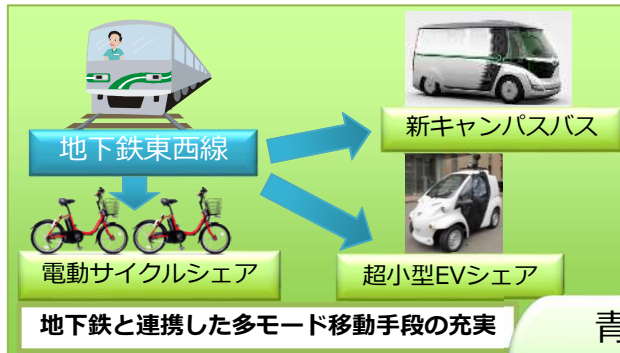 地下鉄東西線
新キャンパスバス
電動サイクルシェア
超小型EVシェア
地下鉄と連携した多モード移動手段の充実
青